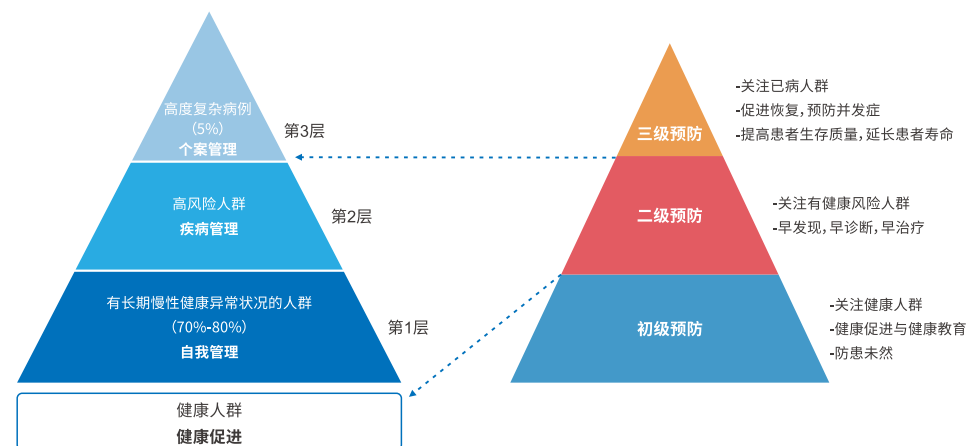 高度复杂病例
(5%)
个案管理
第3层
高风险人群
疾病管理
第2层
有长期慢性健康异常状况的人群
(70%-80%)
自我管理
第1层
健康人群
健康促进
三级预防
-关注已病人群
-促进恢复,预防并发症
-提高患者生存质量,延长患者寿命
二级预防
-关注有健康风险人群
-早发现,早诊断,早治疗
初级预防
-关注健康人群
-健康促进与健康教育
-防患未然